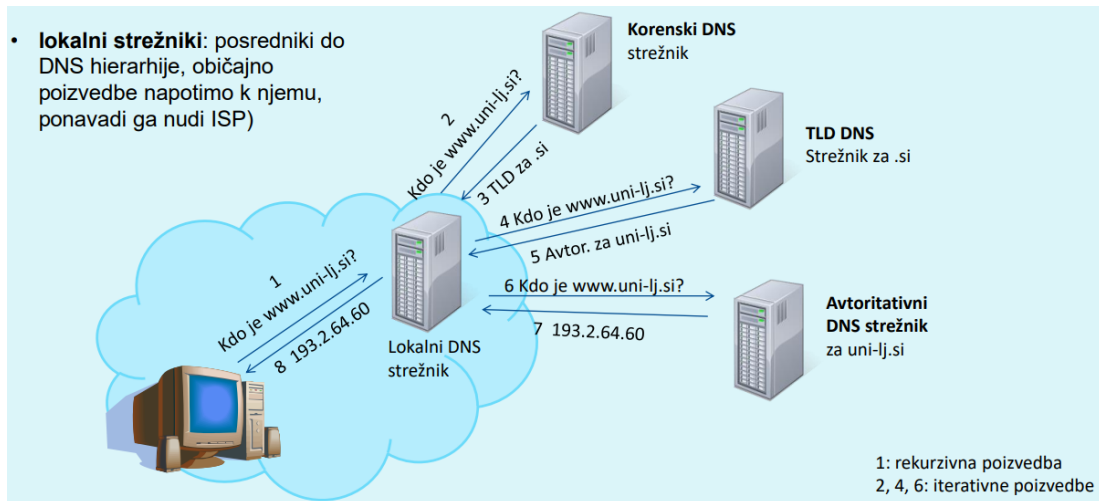 • lokalni strežniki: posredniki do
DNS hierarhije, običajno
poizvedbe napotimo k njemu,
ponavadi ga nudi ISP)
Korenski DNS
strežnik
2
Kdo je www.uni-lj.si?
3 TLD za .si
TLD DNS
Strežnik za .si
4 Kdo je www.uni-lj.si?
5 Avtor. za uni-lj.si
1
Kdo je www.uni-lj.si?
8 193.2.64.60
Lokalni DNS
strežnik
6 Kdo je www.uni-lj.si?
7 193.2.64.60
Avtoritativni
DNS strežnik
za uni-lj.si
1: rekurzivna poizvedba
2, 4, 6: iterativne poizvedbe